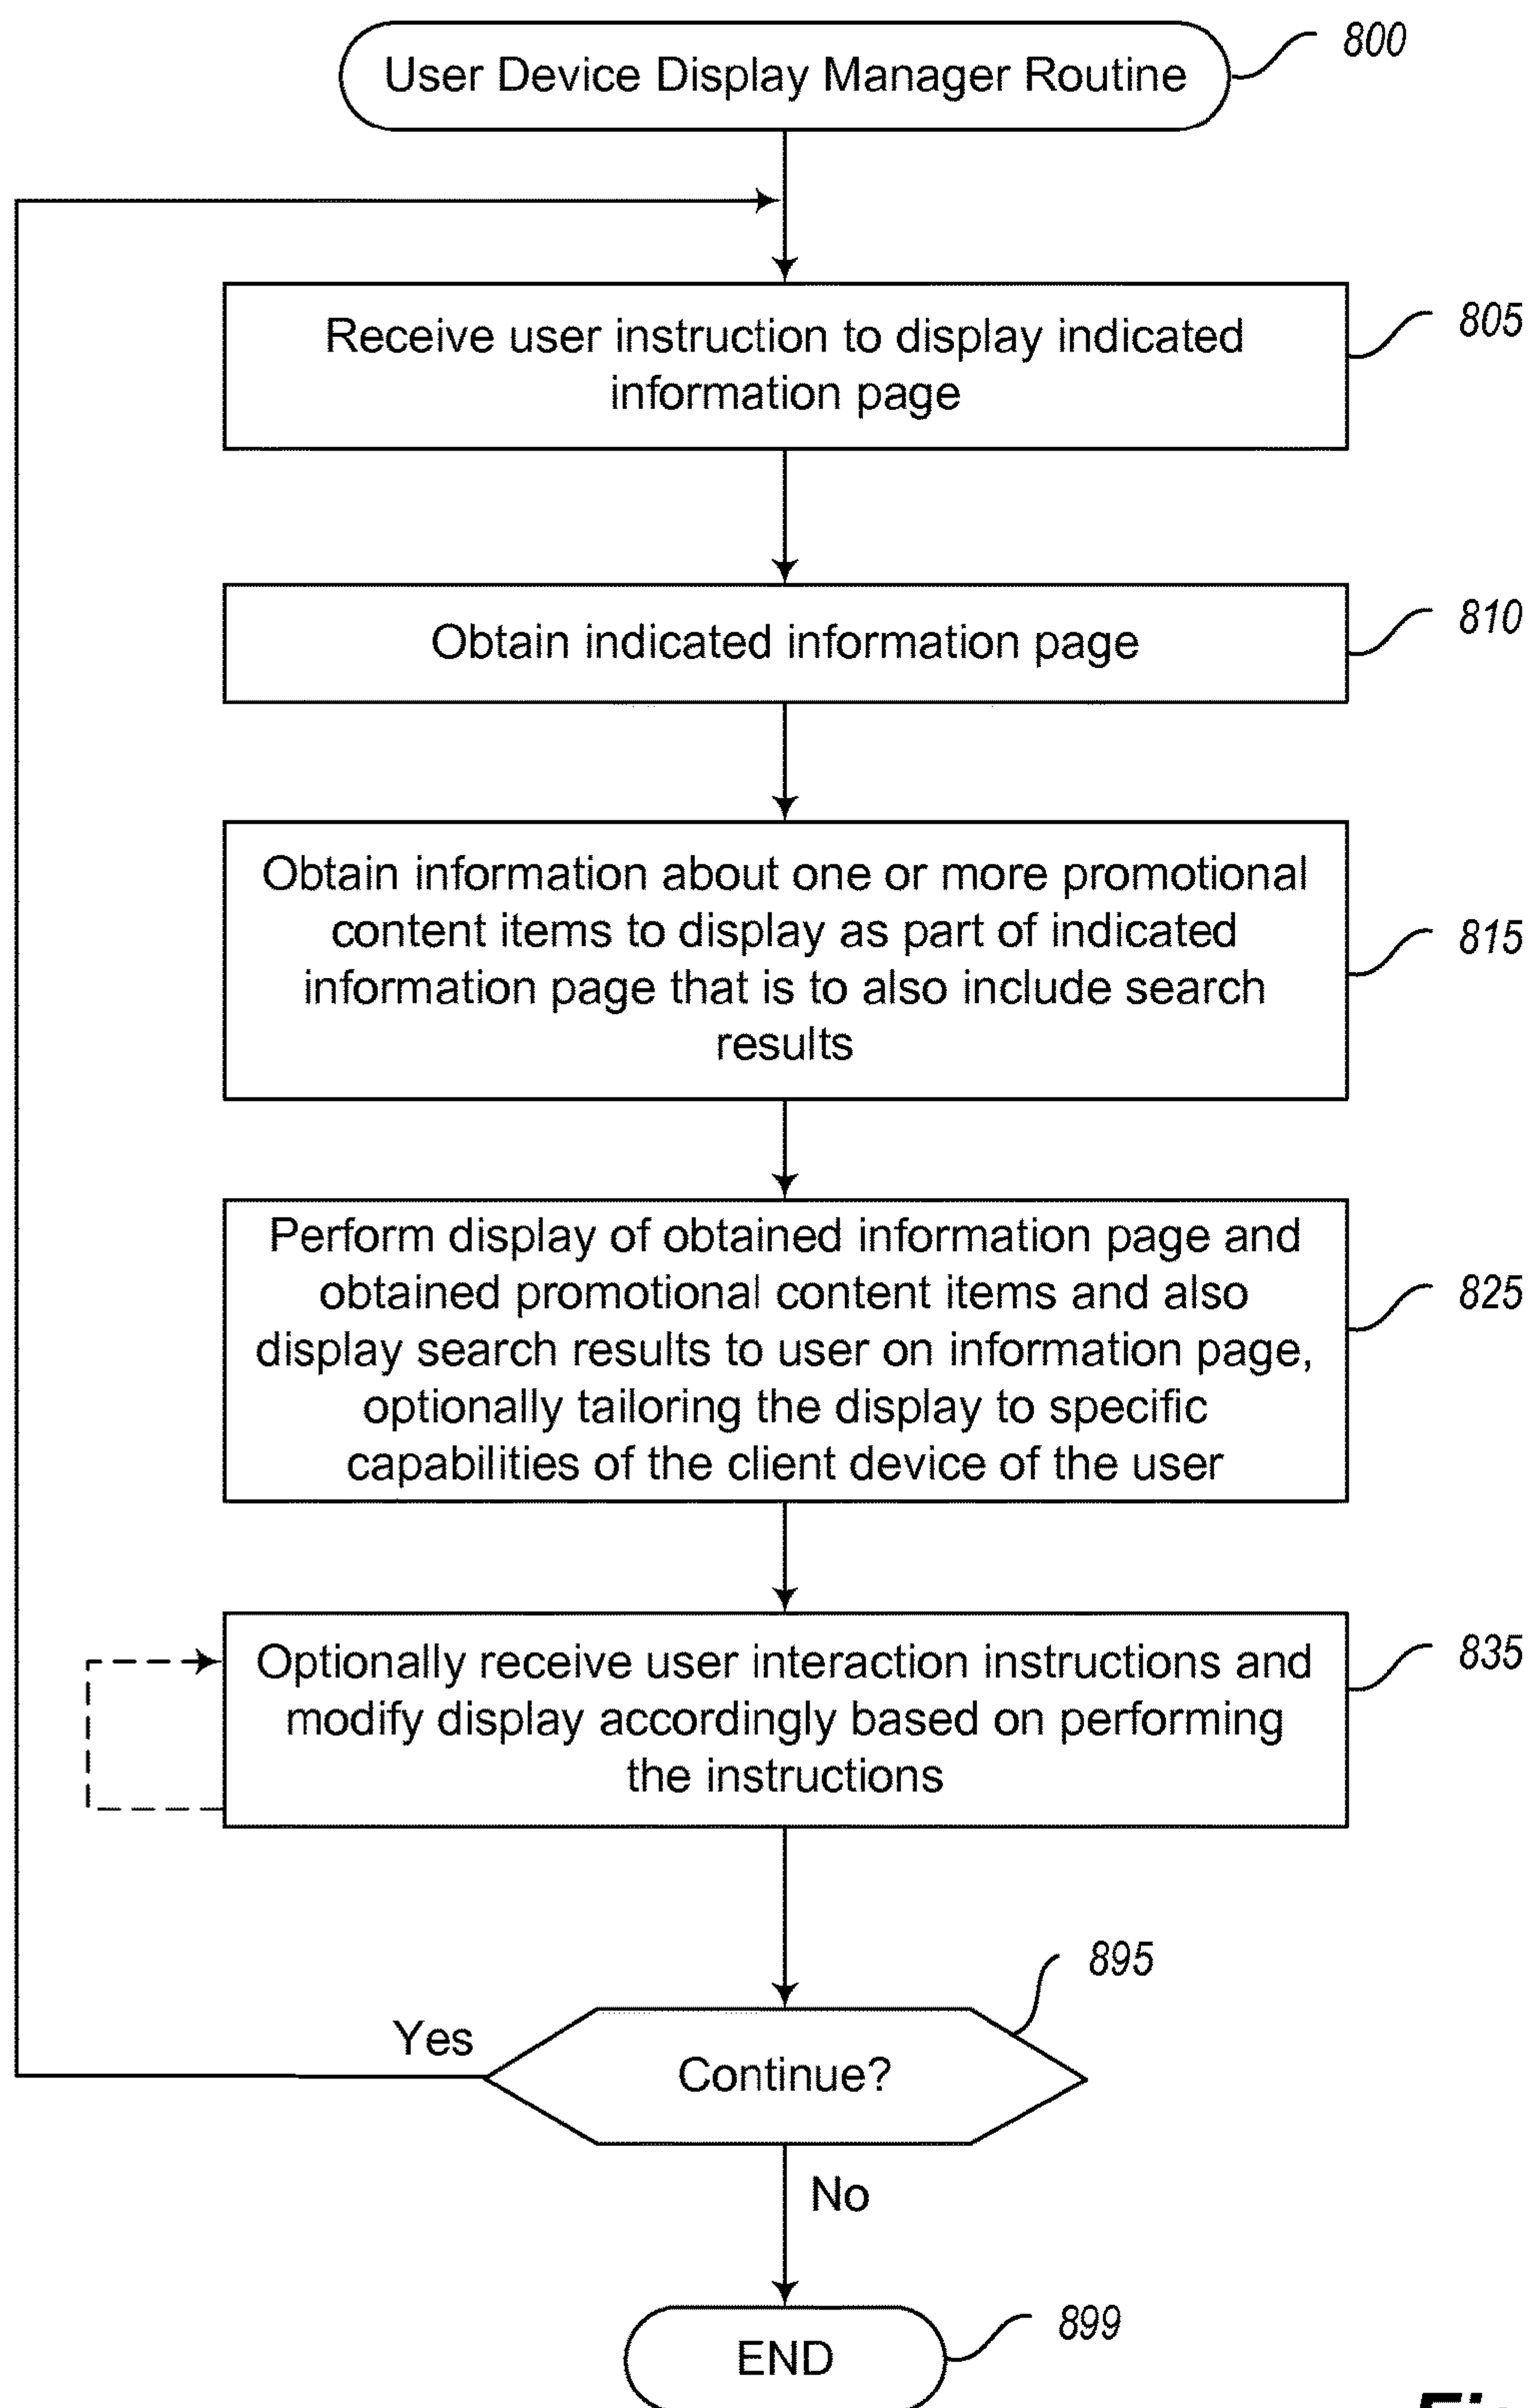 User Device Display Manager Routine
800
Receive user instruction to display indicated
information page
805
Obtain indicated information page
810
Obtain information about one or more promotional
content items to display as part of indicated
information page that is to also include search
results
815
Perform display of obtained information page and
obtained promotional content items and also
display search results to user on information page,
optionally tailoring the display to specific
capabilities of the client device of the user
825
Optionally receive user interaction instructions and
modify display accordingly based on performing
the instructions
835
895
Yes
Continue?
No
END
899